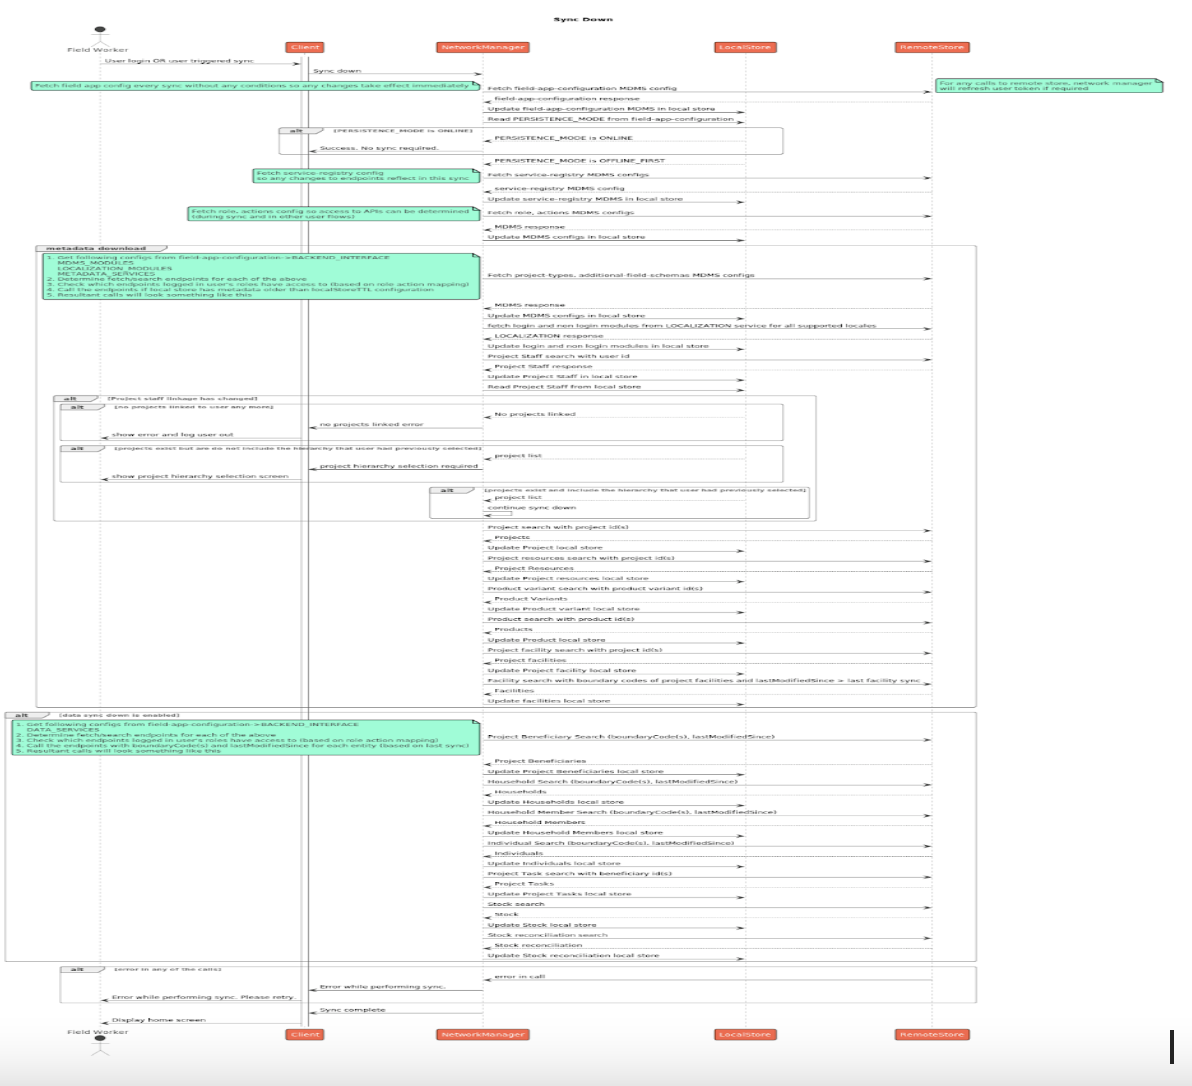 Sync Down
Field Worker
Client
NetworkManager
LocalStore
RemoteStore
User login OR user triggered sync
Sync down
Fetch field app config every sync without any conditions so any changes take effect immediately
For any calls to remote store, network manager
will refresh user token if required
Fetch field-app-configuration MDMS config
field-app-configuration response
Update field-app-configuration MDMS in local store
Read PERSISTENCE_MODE from field-app-configuration
alt
[PERSISTENCE_MODE is ONLINE]
PERSISTENCE_MODE is ONLINE
Success. No sync required.
PERSISTENCE_MODE is OFFLINE_FIRST
Fetch service-registry config
so any changes to endpoints reflect in this sync
Fetch service-registry MDMS configs
service-registry MDMS config
Update service-registry MDMS in local store
Fetch role, actions config so access to APIs can be determined
(during sync and in other user flows)
Fetch role, actions MDMS configs
MDMS response
Update MDMS configs in local store
metadata download
1. Get following configs from field-app-configuration->BACKEND_INTERFACE
MDMS_MODULES
LOCALIZATION_MODULES
METADATA_SERVICES
2. Determine fetch/search endpoints for each of the above
3. Check which endpoints logged in user's roles have access to (based on role action mapping)
4. Call the endpoints if local store has metadata older than localStoreTTL configuration
5. Resultant calls will look something like this
Fetch project-types, additional-field-schemas MDMS configs
MDMS response
Update MDMS configs in local store
fetch login and non login modules from LOCALIZATION service for all supported locales
LOCALIZATION response
Update login and non login modules in local store
Project Staff search with user id
Project Staff response
Update Project Staff in local store
Read Project Staff from local store
alt
[Project staff linkage has changed]
alt
[no projects linked to user any more]
No projects linked
no projects linked error
show error and log user out
alt
[projects exist but are do not include the hierarchy that user had previously selected]
project list
project hierarchy selection required
show project hierarchy selection screen
alt
[projects exist and include the hierarchy that user had previously selected]
project list
continue sync down
Project search with project id(s)
Projects
Update Project local store
Project resources search with project id(s)
Project Resources
Update Project resources local store
Product variant search with product variant id(s)
Product Variants
Update Product variant local store
Product search with product id(s)
Products
Update Product local store
Project facility search with project id(s)
Project facilities
Update Project facility local store
Facility search with boundary codes of project facilities and lastModifiedSince > last facility sync
Facilities
Update facilities local store
alt
[data sync down is enabled]
1. Get following configs from field-app-configuration->BACKEND_INTERFACE
DATA_SERVICES
2. Determine fetch/search endpoints for each of the above
3. Check which endpoints logged in user's roles have access to (based on role action mapping)
4. Call the endpoints with boundaryCode(s) and lastModifiedSince for each entity (based on last sync)
5. Resultant calls will look something like this
Project Beneficiary Search (boundaryCode(s), lastModifiedSince)
Project Beneficiaries
Update Project Beneficiaries local store
Household Search (boundaryCode(s), lastModifiedSince)
Households
Update Households local store
Household Member Search (boundaryCode(s), lastModifiedSince)
Household Members
Update Household Members local store
Individual Search (boundaryCode(s), lastModifiedSince)
Individuals
Update Individuals local store
Project Task search with beneficiary id(s)
Project Tasks
Update Project Tasks local store
Stock search
Stock
Update Stock local store
Stock reconciliation search
Stock reconciliation
Update Stock reconciliation local store
alt
[error in any of the calls]
error in call
Error while performing sync.
Error while performing sync. Please retry.
Sync complete
Display home screen
Field Worker
Client
NetworkManager
LocalStore
RemoteStore